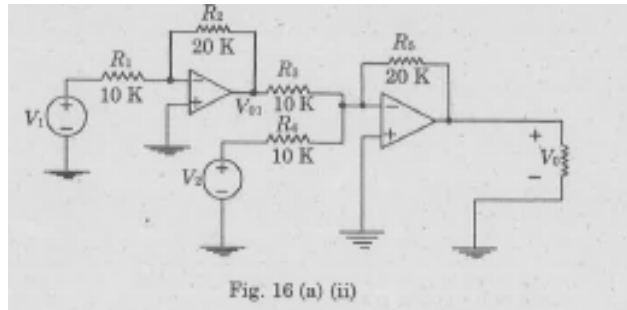 R₂
20 K
R₁
10 K
V₁
V₀₁
R₃
10 K
R₄
10 K
V₂
R₅
20 K
+
V₀
−
Fig. 16 (a) (ii)